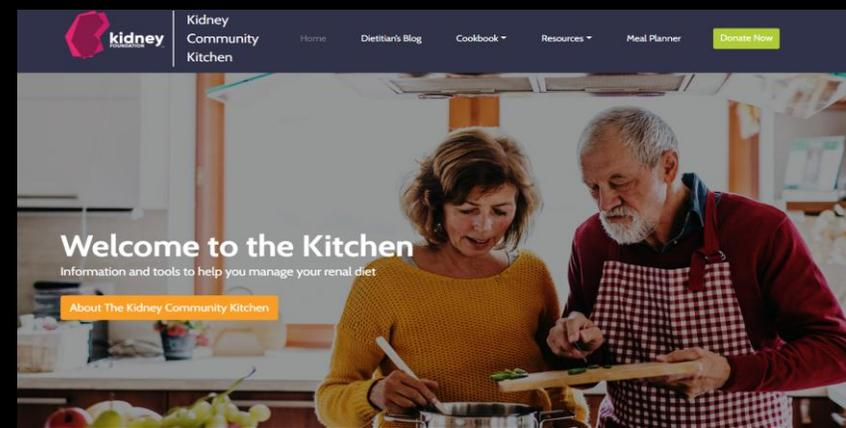 kidney
FOUNDATION
Kidney
Community
Kitchen
Home
Dietitian's Blog
Cookbook
Resources
Meal Planner
Donate Now
Welcome to the Kitchen
Information and tools to help you manage your renal diet
About The Kidney Community Kitchen